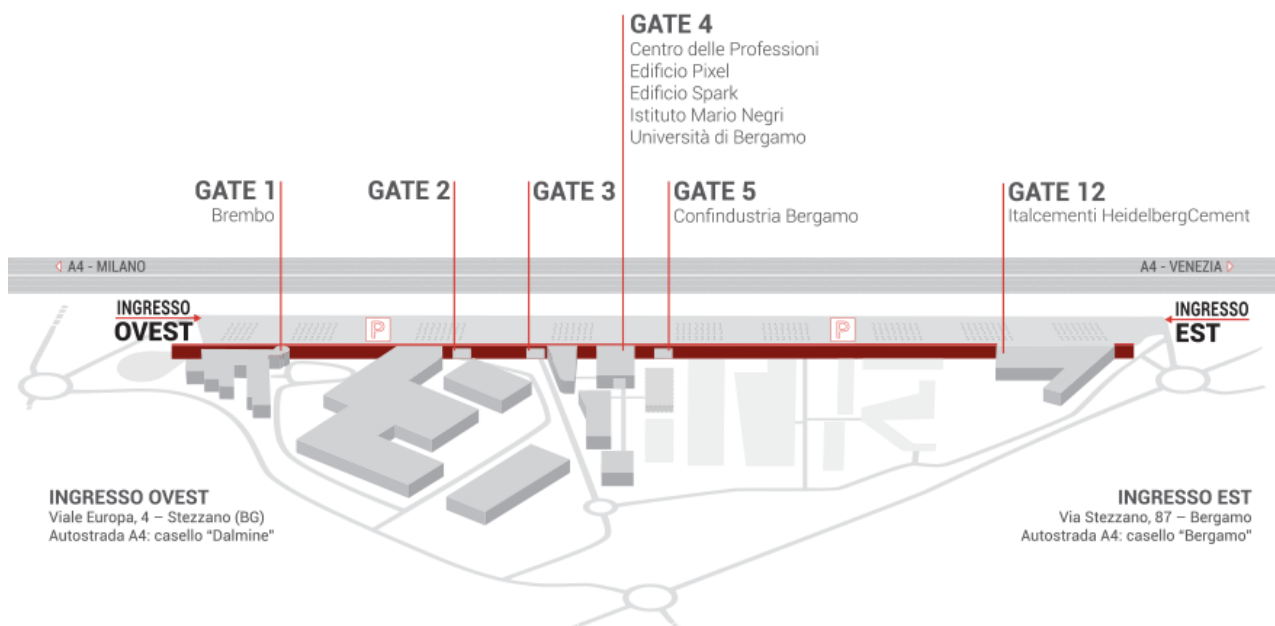 GATE 4
Centro delle Professioni
Edificio Pixel
Edificio Spark
Istituto Mario Negri
Università di Bergamo
GATE 1
Brembo
GATE 2
GATE 3
GATE 5
Confindustria Bergamo
GATE 12
Italcementi HeidelbergCement
A4 - MILANO
A4 - VENEZIA
INGRESSO
OVEST
P
P
INGRESSO
EST
INGRESSO OVEST
Viale Europa, 4 – Stezzano (BG)
Autostrada A4: casello “Dalmine”
INGRESSO EST
Via Stezzano, 87 – Bergamo
Autostrada A4: casello “Bergamo”